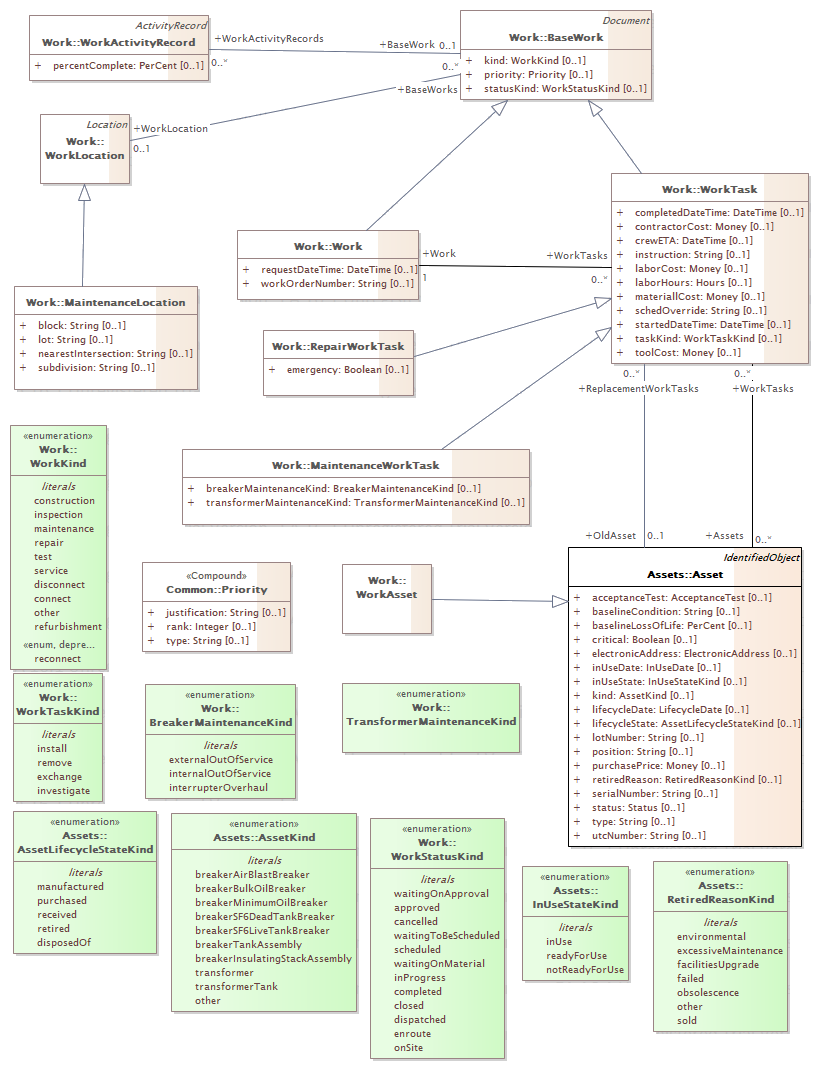 ActivityRecord
Work::WorkActivityRecord
+ percentComplete: PerCent [0..1]
+WorkActivityRecords
0..*
+BaseWork 0..1
Document
Work::BaseWork
+ kind: WorkKind [0..1]
+ priority: Priority [0..1]
+ statusKind: WorkStatusKind [0..1]
0..*
+BaseWorks
Location
Work::
WorkLocation
+WorkLocation
0..1
Work::WorkTask
+ completedDateTime: DateTime [0..1]
+ contractorCost: Money [0..1]
+ crewETA: DateTime [0..1]
+ instruction: String [0..1]
+ laborCost: Money [0..1]
+ laborHours: Hours [0..1]
+ materiallCost: Money [0..1]
+ schedOverride: String [0..1]
+ startedDateTime: DateTime [0..1]
+ taskKind: WorkTaskKind [0..1]
+ toolCost: Money [0..1]
Work::Work
+ requestDateTime: DateTime [0..1]
+ workOrderNumber: String [0..1]
+Work
1
+WorkTasks
0..*
Work::MaintenanceLocation
+ block: String [0..1]
+ lot: String [0..1]
+ nearestIntersection: String [0..1]
+ subdivision: String [0..1]
Work::RepairWorkTask
+ emergency: Boolean [0..1]
0..*
+ReplacementWorkTasks
0..*
+WorkTasks
Work::MaintenanceWorkTask
+ breakerMaintenanceKind: BreakerMaintenanceKind [0..1]
+ transformerMaintenanceKind: TransformerMaintenanceKind [0..1]
+OldAsset 0..1
+Assets 0..*
«enumeration»
Work::
WorkKind
literals
construction
inspection
maintenance
repair
test
service
disconnect
connect
other
refurbishment
«enum, depre...
reconnect
«Compound»
Common::Priority
+ justification: String [0..1]
+ rank: Integer [0..1]
+ type: String [0..1]
Work::
WorkAsset
IdentifiedObject
Assets::Asset
+ acceptanceTest: AcceptanceTest [0..1]
+ baselineCondition: String [0..1]
+ baselineLossOfLife: PerCent [0..1]
+ critical: Boolean [0..1]
+ electronicAddress: ElectronicAddress [0..1]
+ inUseDate: InUseDate [0..1]
+ inUseState: InUseStateKind [0..1]
+ kind: AssetKind [0..1]
+ lifecycleDate: LifecycleDate [0..1]
+ lifecycleState: AssetLifecycleStateKind [0..1]
+ lotNumber: String [0..1]
+ position: String [0..1]
+ purchasePrice: Money [0..1]
+ retiredReason: RetiredReasonKind [0..1]
+ serialNumber: String [0..1]
+ status: Status [0..1]
+ type: String [0..1]
+ utcNumber: String [0..1]
«enumeration»
Work::
WorkTaskKind
literals
install
remove
exchange
investigate
«enumeration»
Work::
BreakerMaintenanceKind
literals
externalOutOfService
internalOutOfService
interrupterOverhaul
«enumeration»
Work::
TransformerMaintenanceKind
«enumeration»
Assets::
AssetLifecycleStateKind
literals
manufactured
purchased
received
retired
disposedOf
«enumeration»
Assets::AssetKind
literals
breakerAirBlastBreaker
breakerBulkOilBreaker
breakerMinimumOilBreaker
breakerSF6DeadTankBreaker
breakerSF6LiveTankBreaker
breakerTankAssembly
breakerInsulatingStackAssembly
transformer
transformerTank
other
«enumeration»
Work::
WorkStatusKind
literals
waitingOnApproval
approved
cancelled
waitingToBeScheduled
scheduled
waitingOnMaterial
inProgress
completed
closed
dispatched
enroute
onSite
«enumeration»
Assets::
InUseStateKind
literals
inUse
readyForUse
notReadyForUse
«enumeration»
Assets::
RetiredReasonKind
literals
environmental
excessiveMaintenance
facilitiesUpgrade
failed
obsolescence
other
sold